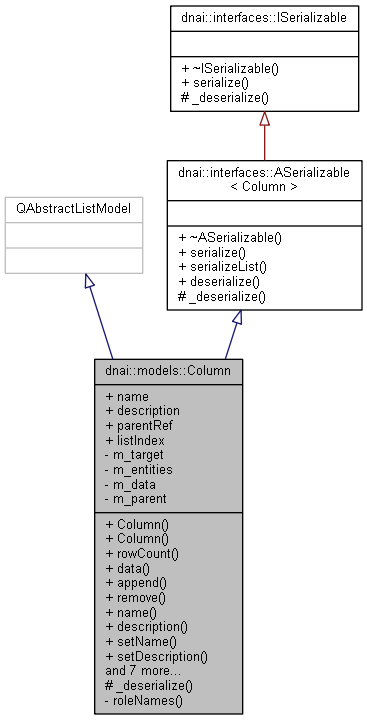 dnai::interfaces::ISerializable
+ ~ISerializable()
+ serialize()
# _deserialize()
dnai::interfaces::ASerializable
< Column >
+ ~ASerializable()
+ serialize()
+ serializeList()
+ deserialize()
# _deserialize()
QAbstractListModel
dnai::models::Column
+ name
+ description
+ parentRef
+ listIndex
- m_target
- m_entities
- m_data
- m_parent
+ Column()
+ Column()
+ rowCount()
+ data()
+ append()
+ remove()
+ name()
+ description()
+ setName()
+ setDescription()
and 7 more...
# _deserialize()
- roleNames()